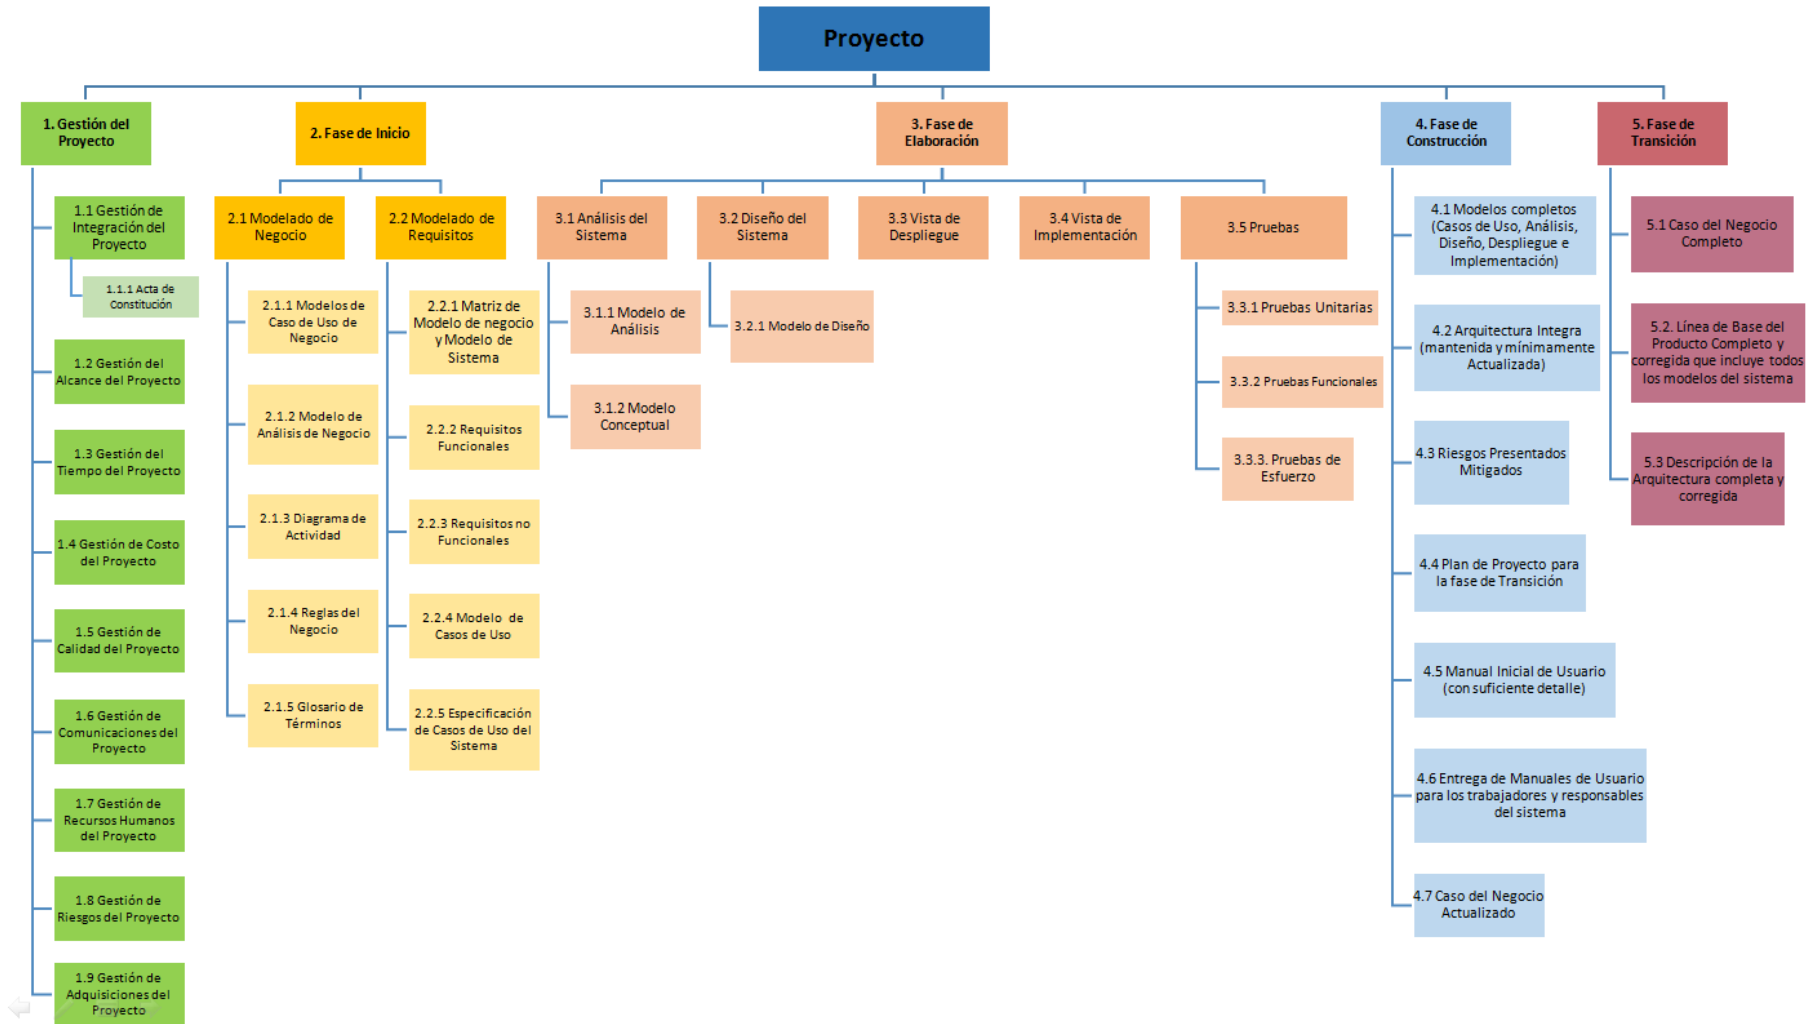 Proyecto
1. Gestión del
Proyecto
1.1 Gestión de
Integración del
Proyecto
1.1.1 Acta de
Constitución
1.2 Gestión del
Alcance del Proyecto
1.3 Gestión del
Tiempo del Proyecto
1.4 Gestión de Costo
del Proyecto
1.5 Gestión de
Calidad del Proyecto
1.6 Gestión de
Comunicaciones del
Proyecto
1.7 Gestión de
Recursos Humanos
del Proyecto
1.8 Gestión de
Riesgos del Proyecto
1.9 Gestión de
Adquisiciones del
Proyecto
2. Fase de Inicio
2.1 Modelado de
Negocio
2.1.1 Modelos de
Caso de Uso de
Negocio
2.1.2 Modelo de
Análisis de Negocio
2.1.3 Diagrama de
Actividad
2.1.4 Reglas del
Negocio
2.1.5 Glosario de
Términos
2.2 Modelado de
Requisitos
2.2.1 Matriz de
Modelo de negocio
y Modelo de
Sistema
2.2.2 Requisitos
Funcionales
2.2.3 Requisitos no
Funcionales
2.2.4 Modelo de
Casos de Uso
2.2.5 Especificación
de Casos de Uso del
Sistema
3. Fase de
Elaboración
3.1 Análisis del
Sistema
3.1.1 Modelo de
Análisis
3.1.2 Modelo
Conceptual
3.2 Diseño del
Sistema
3.2.1 Modelo de Diseño
3.3 Vista de
Despliegue
3.4 Vista de
Implementación
3.5 Pruebas
3.3.1 Pruebas Unitarias
3.3.2 Pruebas Funcionales
3.3.3. Pruebas de
Esfuerzo
4. Fase de
Construcción
4.1 Modelos completos
(Casos de Uso, Análisis,
Diseño, Despliegue e
Implementación)
4.2 Arquitectura Integra
(mantenida y mínimamente
Actualizada)
4.3 Riesgos Presentados
Mitigados
4.4 Plan de Proyecto para
la fase de Transición
4.5 Manual Inicial de Usuario
(con suficiente detalle)
4.6 Entrega de Manuales de Usuario
para los trabajadores y responsables
del sistema
4.7 Caso del Negocio
Actualizado
5. Fase de
Transición
5.1 Caso del Negocio
Completo
5.2. Línea de Base del
Producto Completo y
corregida que incluye todos
los modelos del sistema
5.3 Descripción de la
Arquitectura completa y
corregida